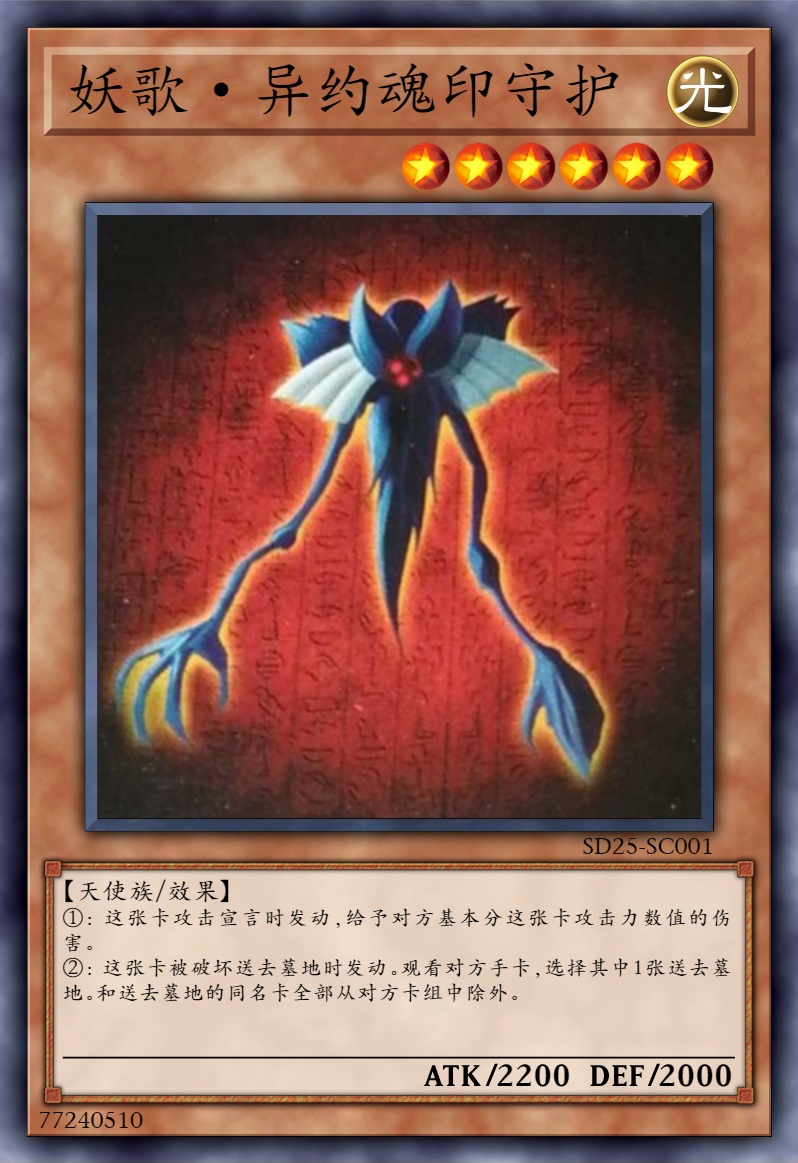 妖歌·异约魂印守护
光
SD25-SC001
【天使族/效果】
①：这张卡攻击宣言时发动，给予对方基本分这张卡攻击力数值的伤
害。
②：这张卡被破坏送去墓地时发动。观看对方手卡，选择其中1张送去墓
地。和送去墓地的同名卡全部从对方卡组中除外。
ATK/2200 DEF/2000
77240510